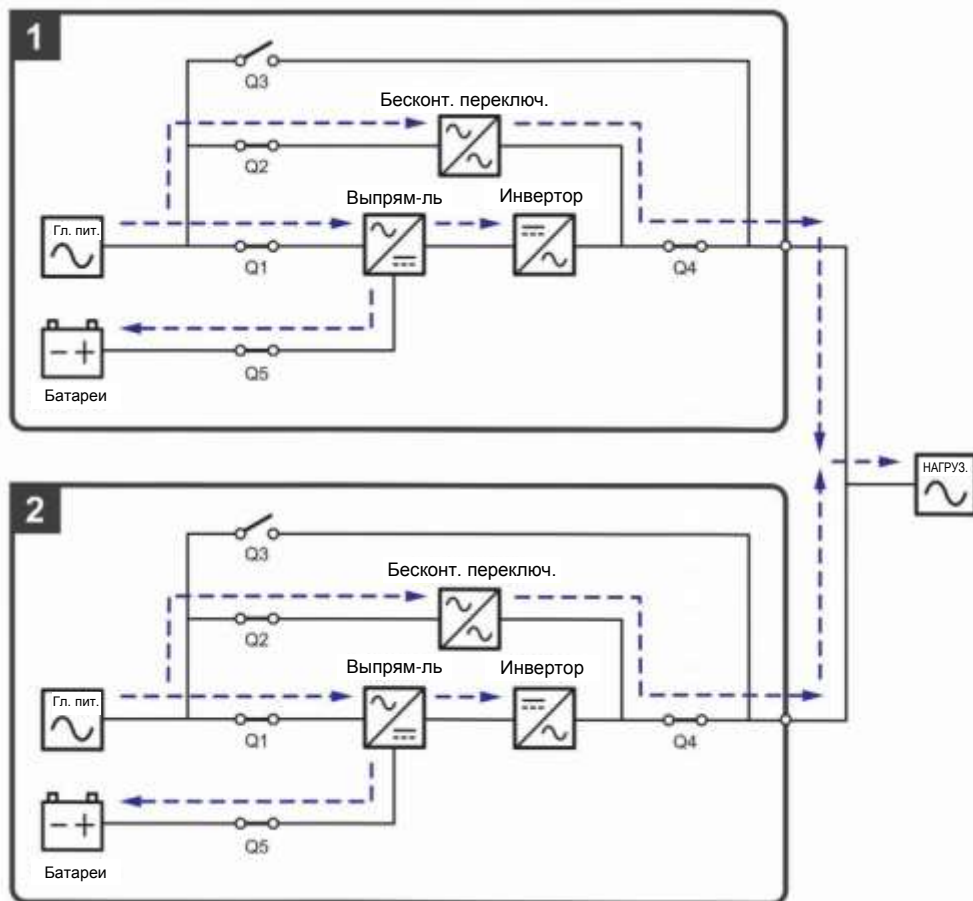 1
Q3
Бесконт. переключ.
Q2
Выпрям-ль
Инвертор
Гл. пит.
Q1
Q4
Q5
Батареи
НАГРУЗ.
2
Q3
Бесконт. переключ.
Q2
Выпрям-ль
Инвертор
Гл. пит.
Q1
Q4
Q5
Батареи